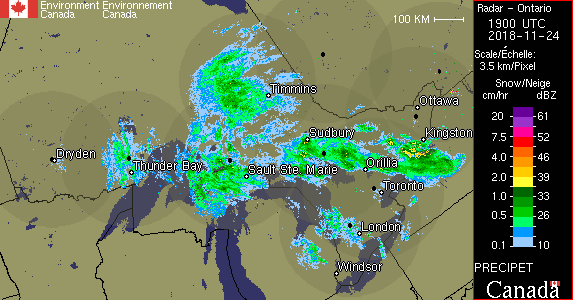 Environment Environnement
Canada Canada
100 KM
Timmins
Ottawa
Sudbury
Kingston
Dryden
Thunder Bay
Sault Ste. Marie
Orillia
Toronto
London
Windsor
Radar - Ontario
1900 UTC
2018-11-24
Scale/Échelle:
3.5 km/Pixel
Snow/Neige
cm/hr dBZ
20 61
7.5 52
4.0 46
2.0 39
1.0 33
0.5 26
0.1 10
PRECIPET
Canada